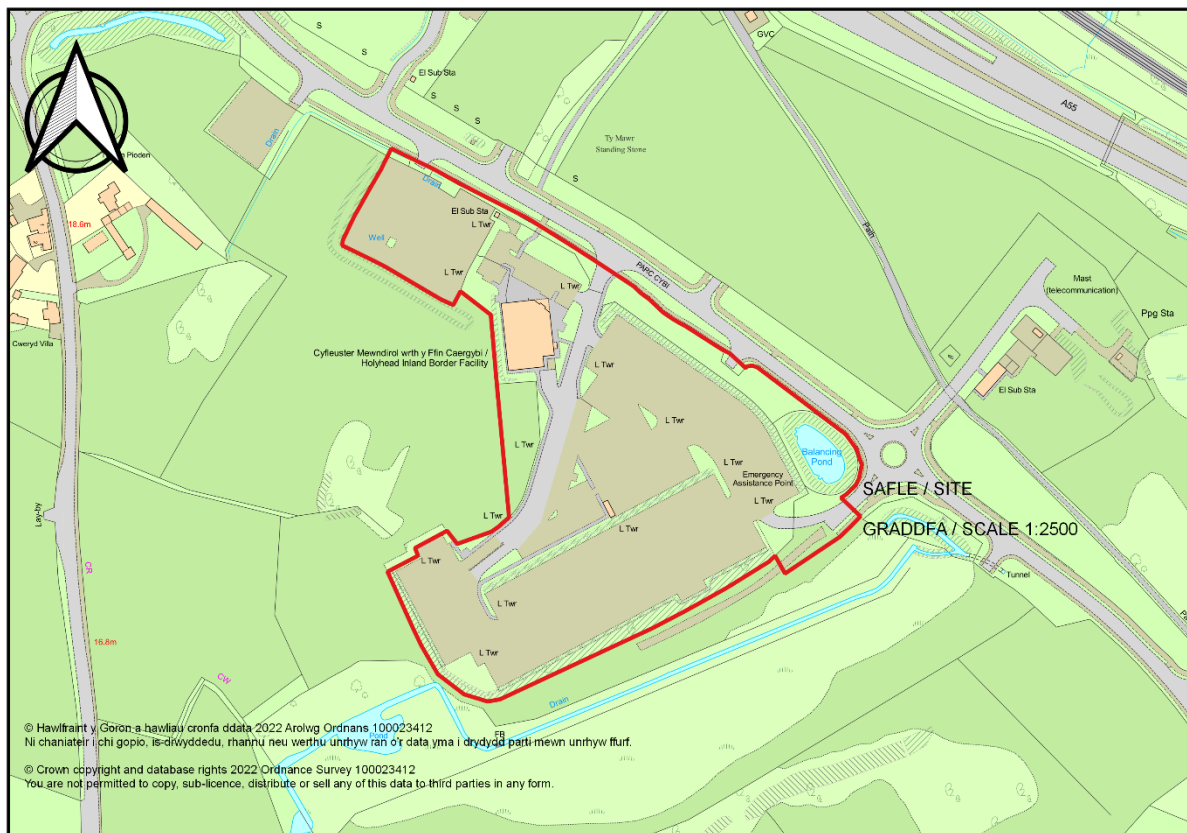 S
GVC
El Sub Sta
A55
S
S
S
Drain
Ty Mawr
Standing Stone
Pioden
S
Drain
El Sub Sta
18.6m
L Twr
Path
Well
PARC CYBI
L Twr
L Twr
Mast
(telecommunication)
Ppg Sta
Cweryd Villa
Cyfleuster Mewndirol wrth y Ffin Caergybi /
Holyhead Inland Border Facility
L Twr
El Sub Sta
L Twr
Balancing
Pond
L Twr
Emergency
Assistance Point
SAFLE / SITE
L Twr
Lay-by
L Twr
GRADDFA / SCALE 1:2500
L Twr
L Twr
CR
Tunnel
L Twr
16.8m
L Twr
CW
Drain
© Hawlfraint y Goron a hawliau cronfa ddata 2022 Arolwg Ordnans 100023412
FB
Pond
Ni chaniateir i chi gopio, is-drwyddedu, rhannu neu werthu unrhyw ran o'r data yma i drydydd parti mewn unrhyw ffurf.
© Crown copyright and database rights 2022 Ordnance Survey 100023412
You are not permitted to copy, sub-licence, distribute or sell any of this data to third parties in any form.